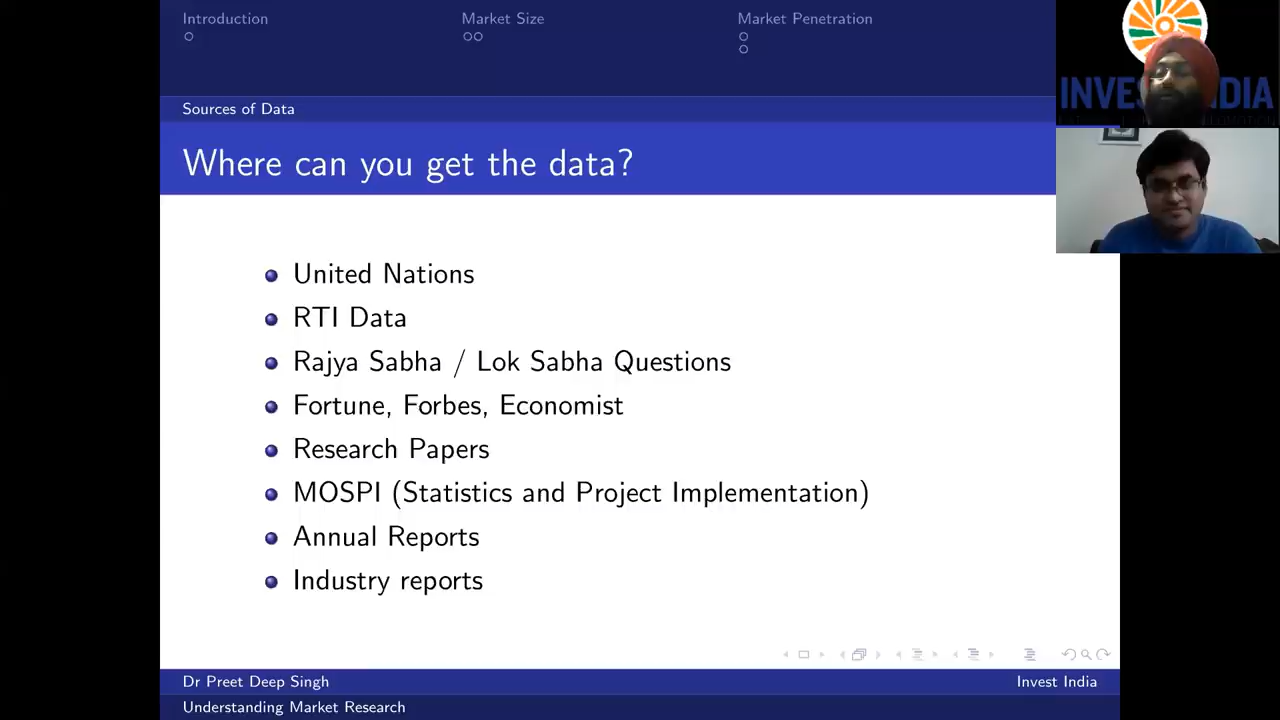 Introduction
Market Size
Market Penetration
Sources of Data
Where can you get the data?
United Nations
RTI Data
Rajya Sabha / Lok Sabha Questions
Fortune, Forbes, Economist
Research Papers
MOSPI (Statistics and Project Implementation)
Annual Reports
Industry reports
Dr Preet Deep Singh
Invest India
Understanding Market Research